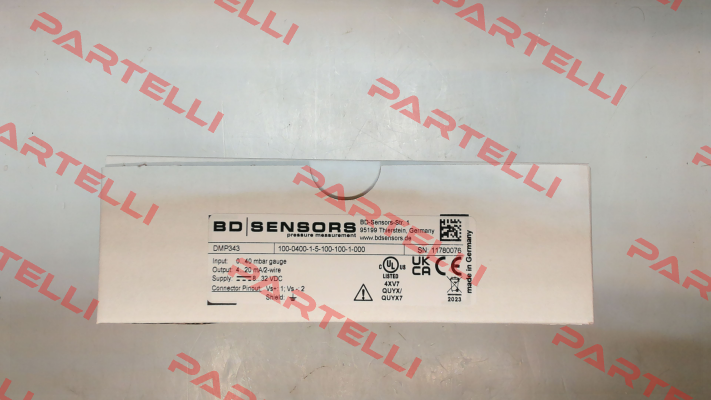 PARTELLI
PARTELLI
PARTELLI
PARTELLI
PARTELLI
PARTELLI
BD SENSORS
pressure measurement
BD-Sensors-Str. 1
95199 Thierstein, Germany
www.bdsensors.de
DMP343
100-0400-1-5-100-100-1-000
SN: 11780076
Input: 0..40 mbar gauge
Output: 4..20 mA/2-wire
Supply: 8..32 VDC
Connector Pinout: Vs+: 1; Vs-: 2
Shield:
C UL US
LISTED
4XV7
QUYX/
QUYX7
UK
CA
CE
2023
made in Germany